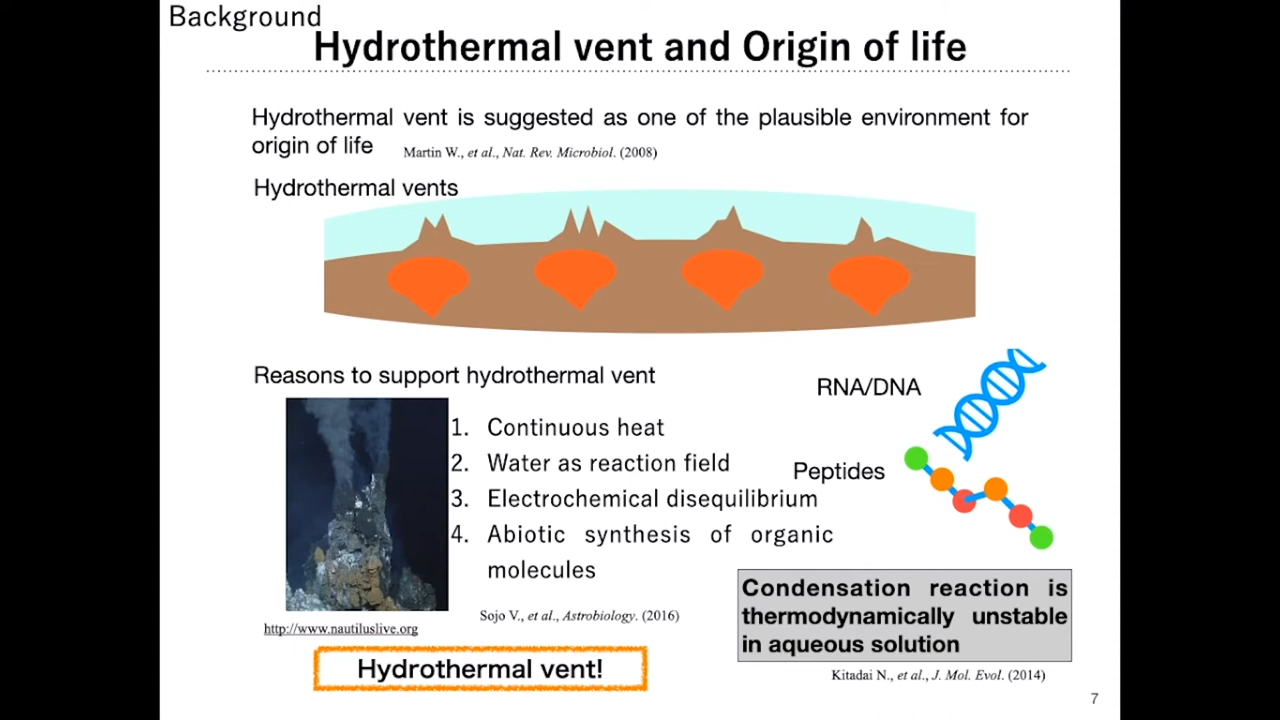 Background
Hydrothermal vent and Origin of life
Hydrothermal vent is suggested as one of the plausible environment for
origin of life Martin W., et al., Nat. Rev. Microbiol. (2008)
Hydrothermal vents
Reasons to support hydrothermal vent
1. Continuous heat
2. Water as reaction field
3. Electrochemical disequilibrium
4. Abiotic synthesis of organic
molecules
Sojo V., et al., Astrobiology. (2016)
http://www.nautiluslive.org
Hydrothermal vent!
RNA/DNA
Peptides
Condensation reaction is
thermodynamically unstable
in aqueous solution
Kitadai N., et al., J. Mol. Evol. (2014)
7